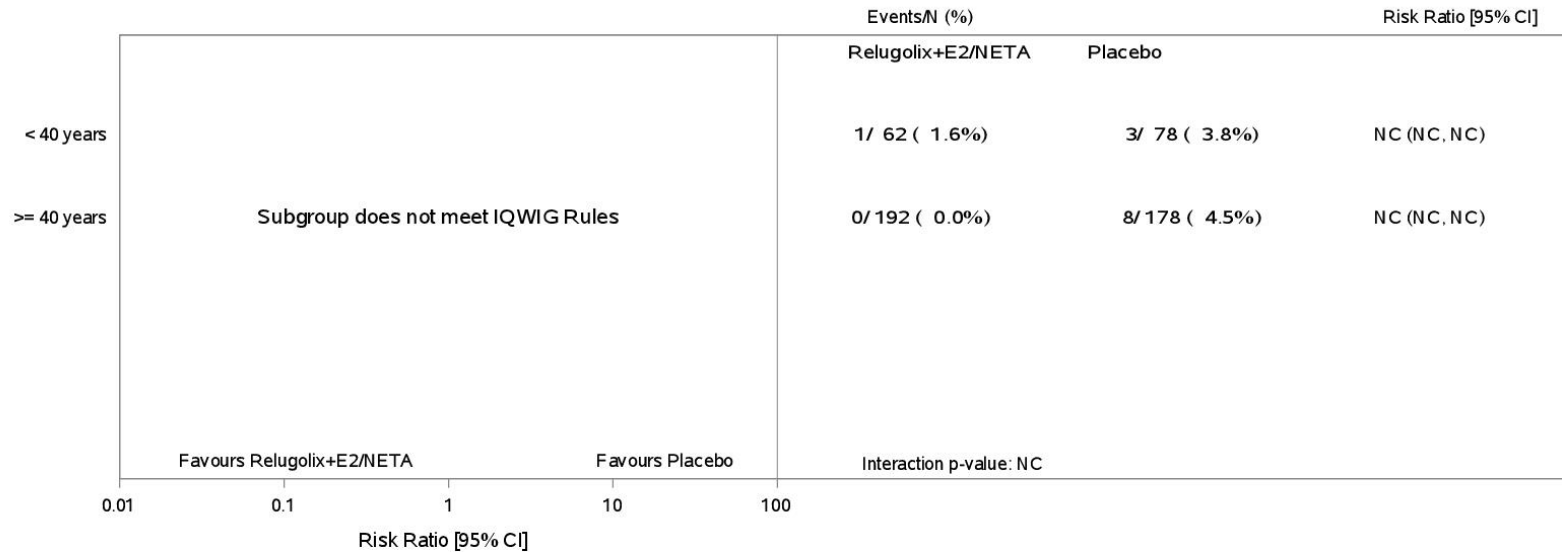 Events/N (%) Risk Ratio [95% CI]
Relugolix+E2/NETA Placebo
< 40 years 1/ 62 ( 1.6%) 3/ 78 ( 3.8%) NC (NC, NC)
>= 40 years Subgroup does not meet IQWIG Rules 0/ 192 ( 0.0%) 8/ 178 ( 4.5%) NC (NC, NC)
Favours Relugolix+E2/NETA Favours Placebo Interaction p-value: NC
0.01 0.1 1 10 100
Risk Ratio [95% CI]